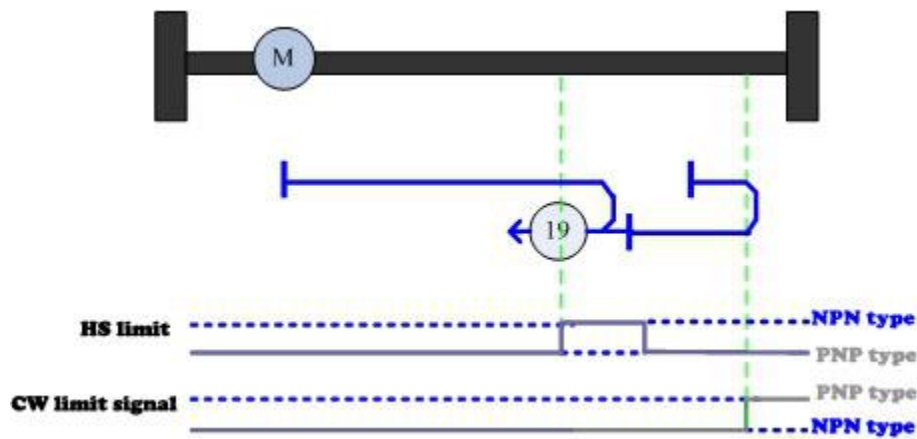 M
19
HS limit
NPN type
PNP type
CW limit signal
PNP type
NPN type